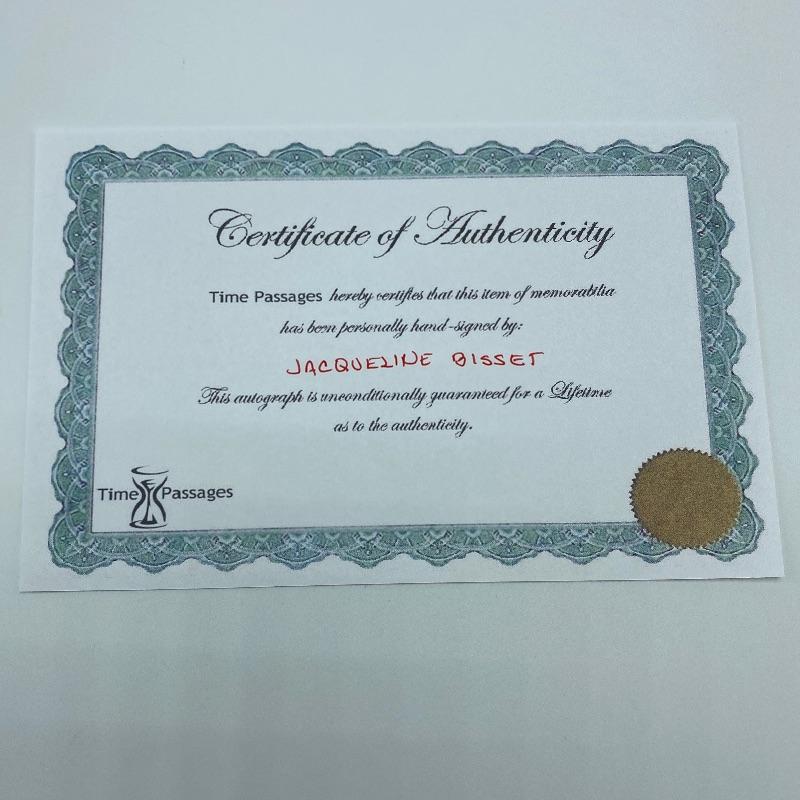 Certificate of Authenticity
Time Passages hereby certifies that this item of memorabilia
has been personally hand-signed by:
JACQUELINE BISSET
This autograph is unconditionally guaranteed for a Lifetime
as to the authenticity.
Time Passages